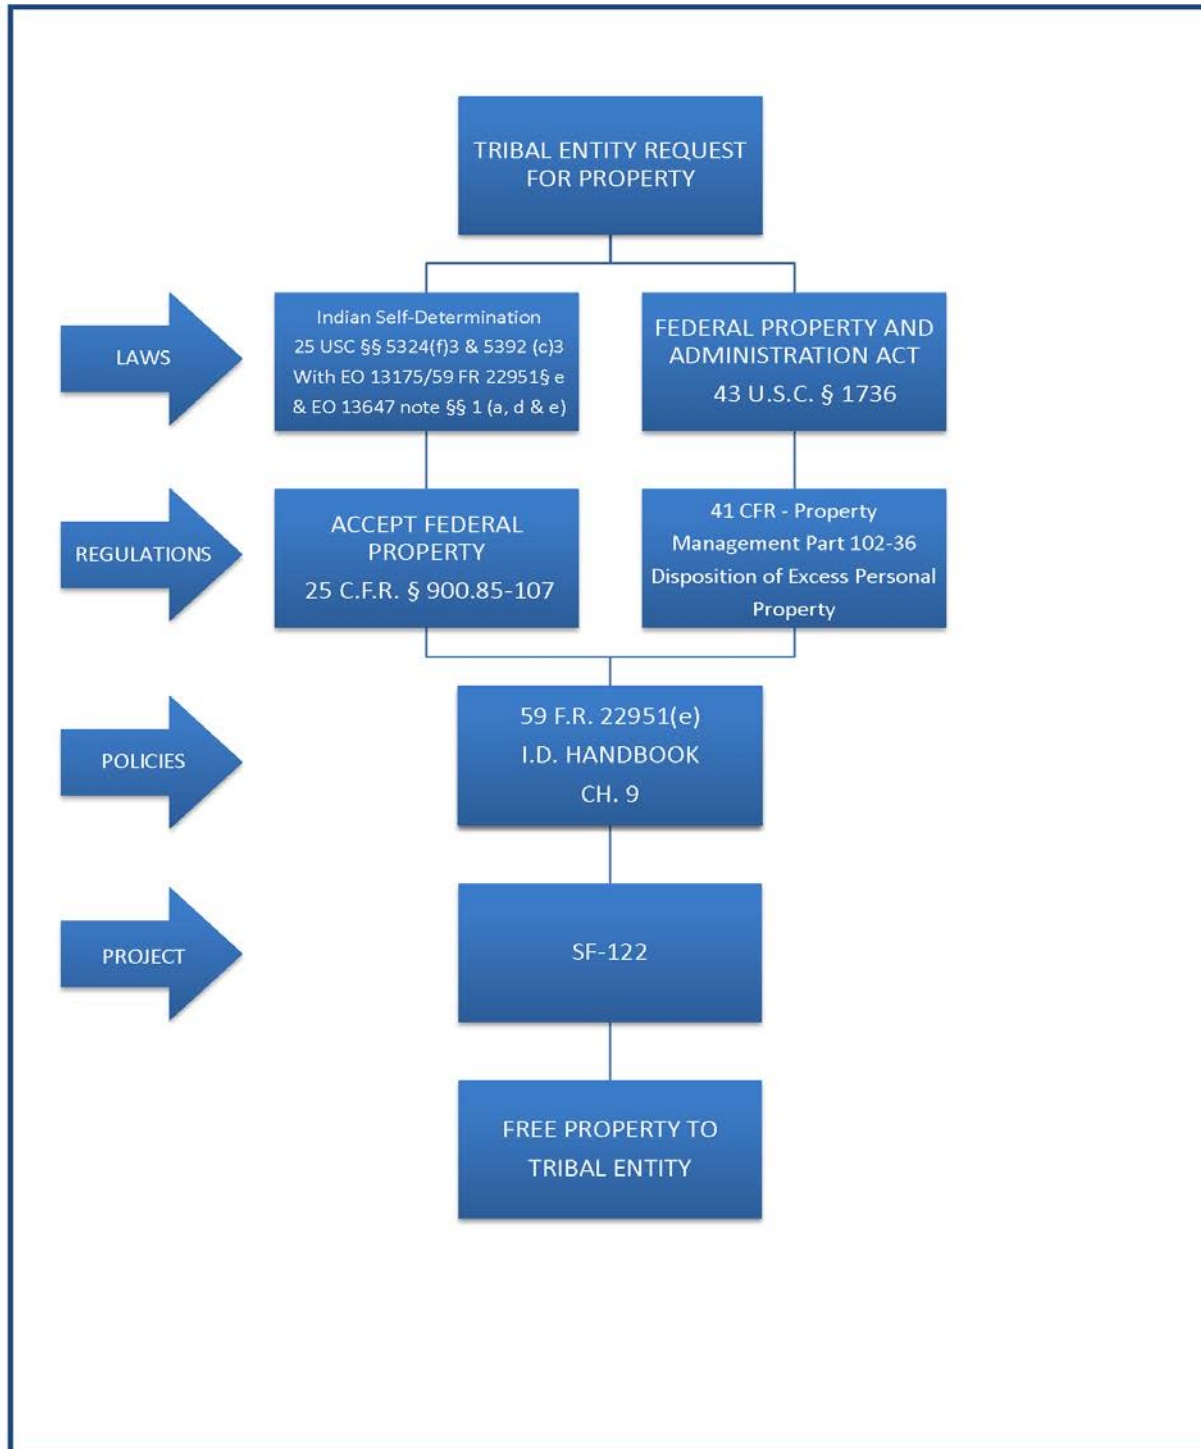 TRIBAL ENTITY REQUEST
FOR PROPERTY
LAWS
Indian Self-Determination
25 USC §§ 5324(f)3 & 5392 (c)3
With EO 13175/59 FR 22951§ e
& EO 13647 note §§ 1 (a, d & e)
FEDERAL PROPERTY AND
ADMINISTRATION ACT
43 U.S.C. § 1736
REGULATIONS
ACCEPT FEDERAL
PROPERTY
25 C.F.R. § 900.85-107
41 CFR - Property
Management Part 102-36
Disposition of Excess Personal
Property
POLICIES
59 F.R. 22951(e)
I.D. HANDBOOK
CH. 9
PROJECT
SF-122
FREE PROPERTY TO
TRIBAL ENTITY